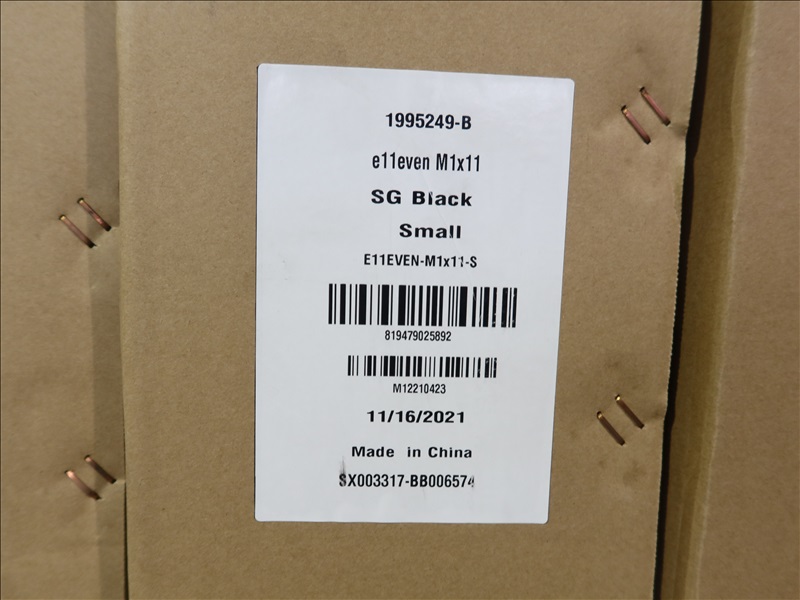 1995249-B
e11even M1x11
SG Black
Small
E11EVEN-M1x11-S
819479025892
M12210423
11/16/2021
Made in China
SX003317-BB006574